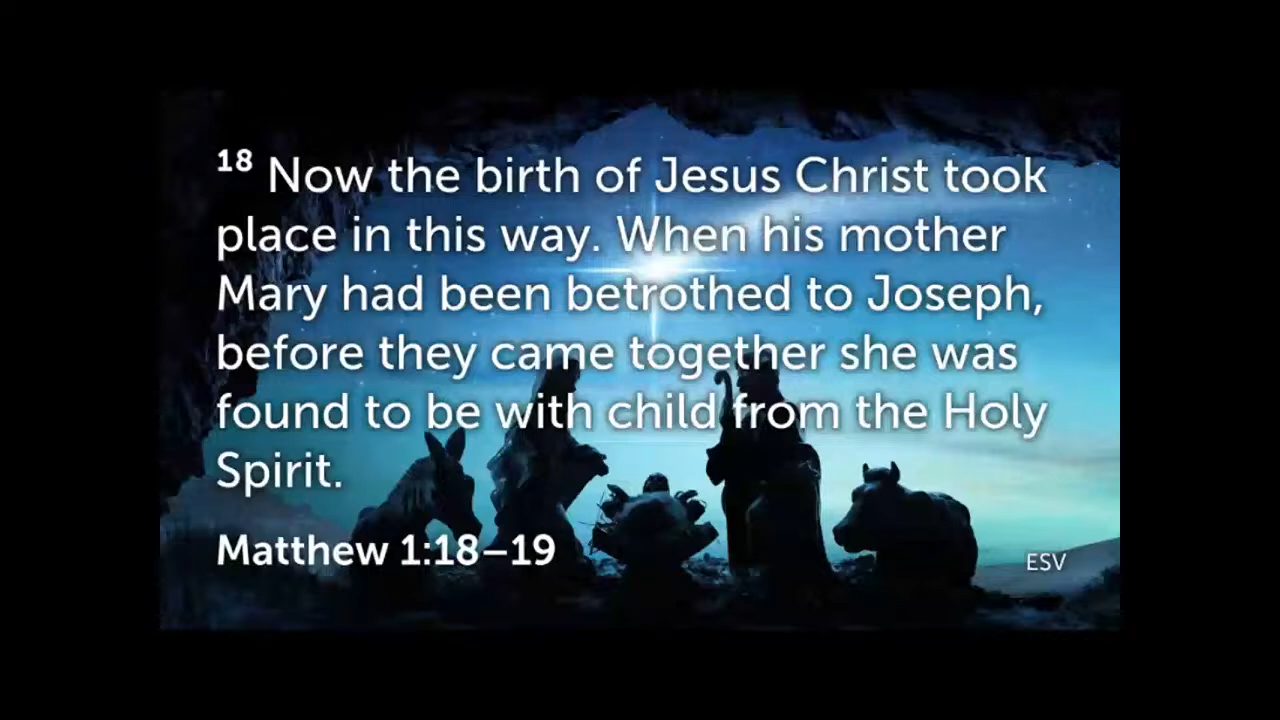 18 Now the birth of Jesus Christ took
place in this way. When his mother
Mary had been betrothed to Joseph,
before they came together she was
found to be with child from the Holy
Spirit.
Matthew 1:18–19
ESV